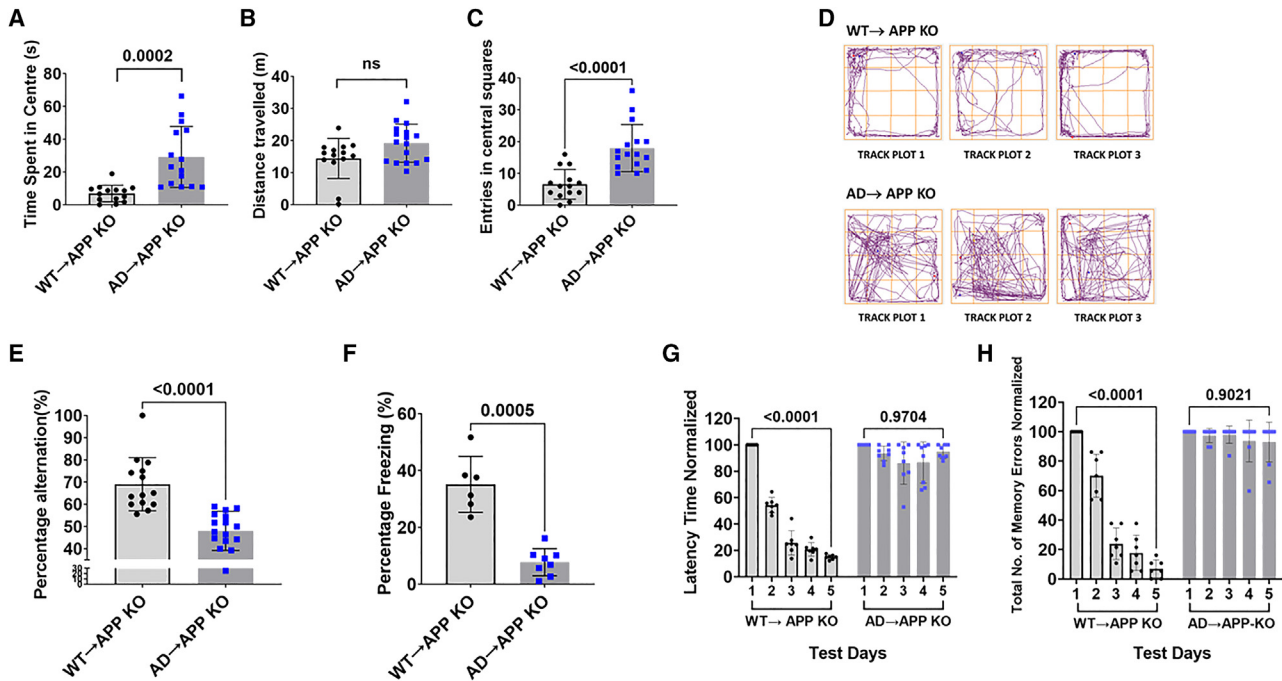 A
Time Spent in Centre (s)
0.0002
80
60
40
20
0
WT→APP KO
AD→APP KO
B
Distance travelled (m)
ns
40
30
20
10
0
WT→APP KO
AD→APP KO
C
Entries in central squares
<0.0001
40
30
20
10
0
WT→APP KO
AD→APP KO
D
WT→ APP KO
TRACK PLOT 1
TRACK PLOT 2
TRACK PLOT 3
AD→ APP KO
TRACK PLOT 1
TRACK PLOT 2
TRACK PLOT 3
E
Percentage alternation(%)
<0.0001
100
90
80
70
60
50
40
20
10
0
WT→APP KO
AD→APP KO
F
Percentage Freezing (%)
0.0005
60
40
20
0
WT→APP KO
AD→APP KO
G
Latency Time Normalized
<0.0001
0.9704
120
100
80
60
40
20
0
1 2 3 4 5
1 2 3 4 5
WT→ APP KO
AD→APP KO
Test Days
H
Total No. of Memory Errors Normalized
<0.0001
0.9021
100
80
60
40
20
0
1 2 3 4 5
1 2 3 4 5
WT→APP KO
AD→APP-KO
Test Days